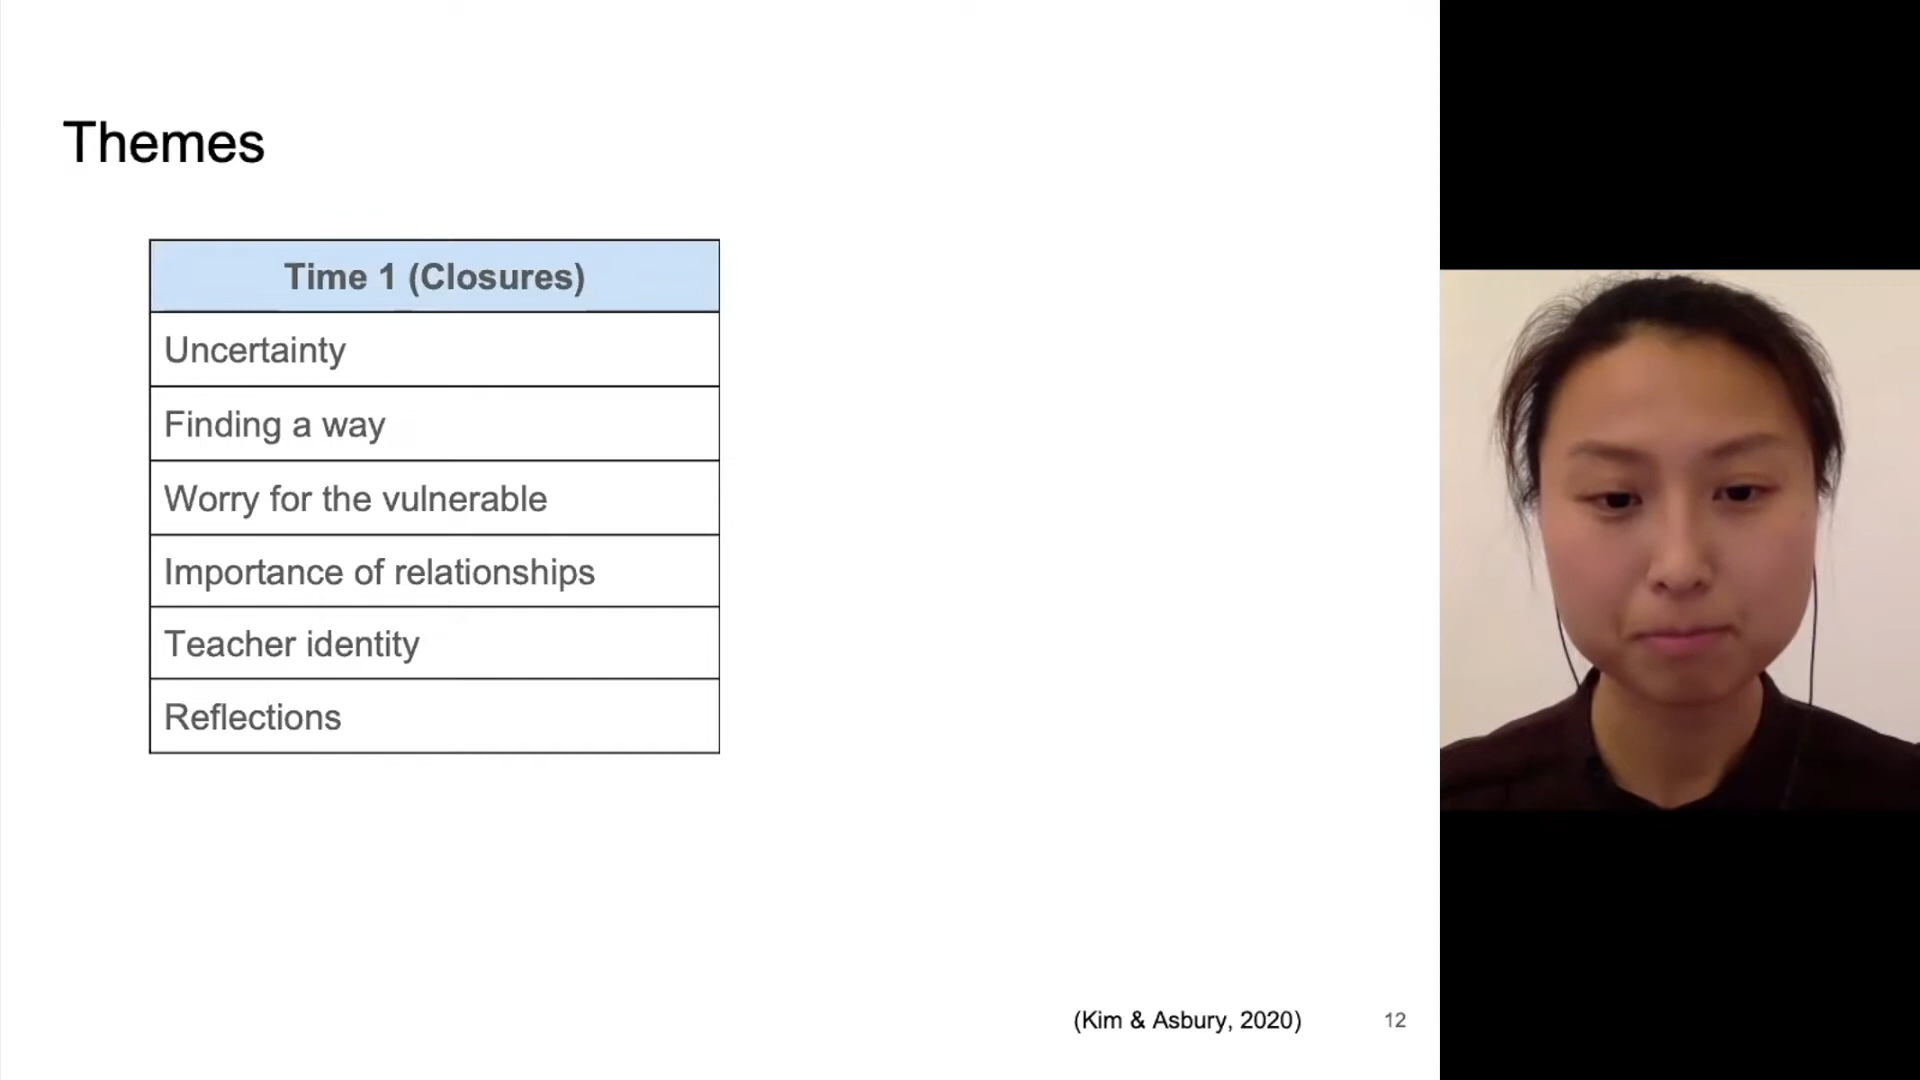 Themes
Time 1 (Closures)
Uncertainty
Finding a way
Worry for the vulnerable
Importance of relationships
Teacher identity
Reflections
(Kim & Asbury, 2020)
12